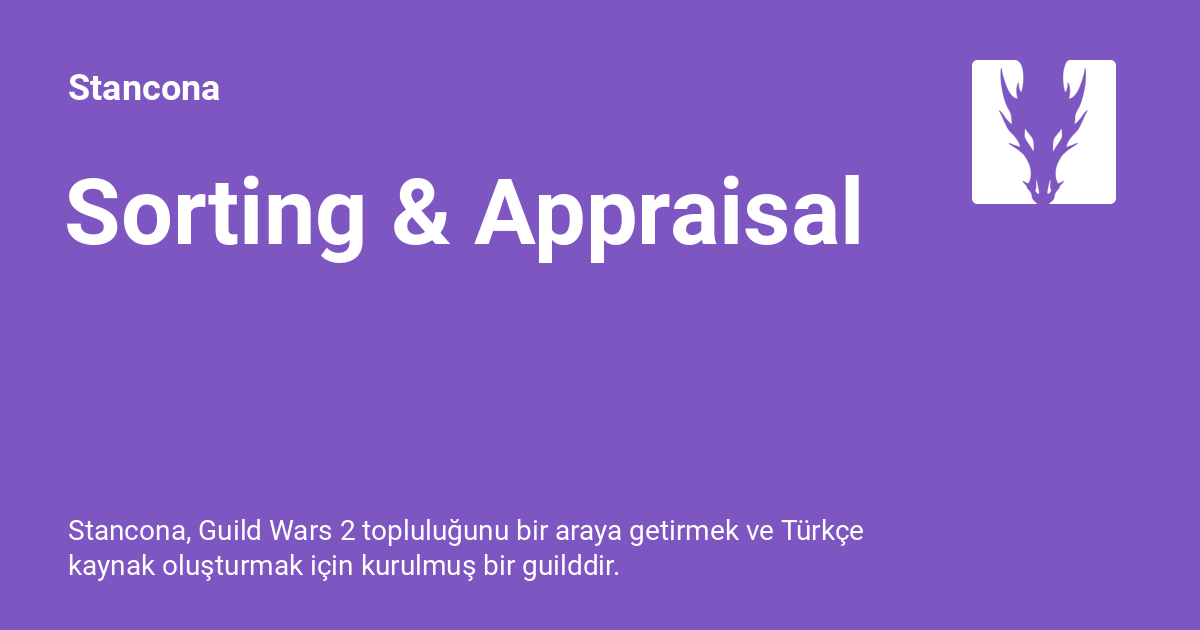 Stancona
Sorting & Appraisal
Stancona, Guild Wars 2 topluluğunu bir araya getirmek ve Türkçe
kaynak oluşturmak için kurulmuş bir guilddir.